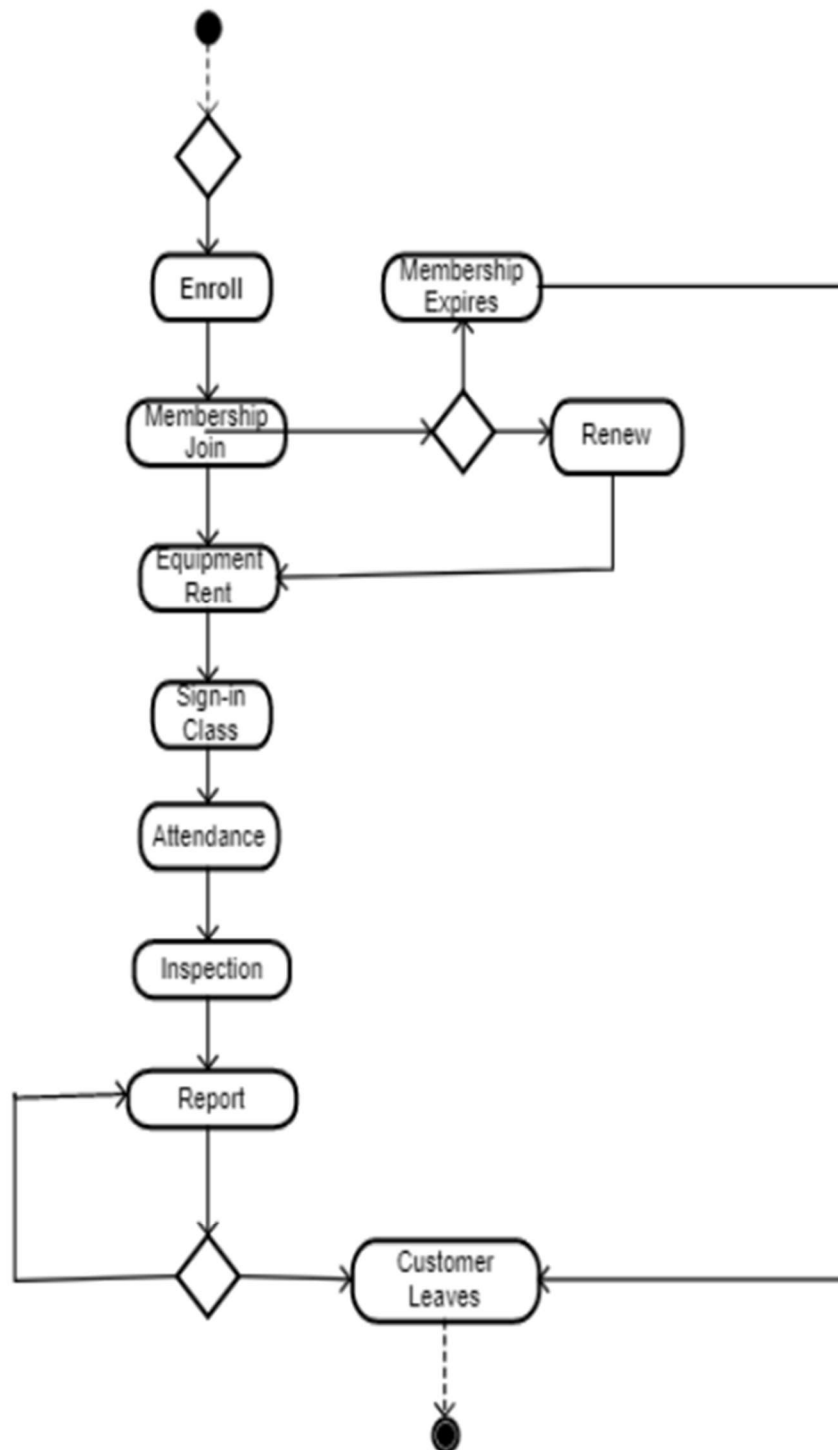 Enroll
Membership
Expires
Membership
Join
Renew
Equipment
Rent
Sign-in
Class
Attendance
Inspection
Report
Customer
Leaves